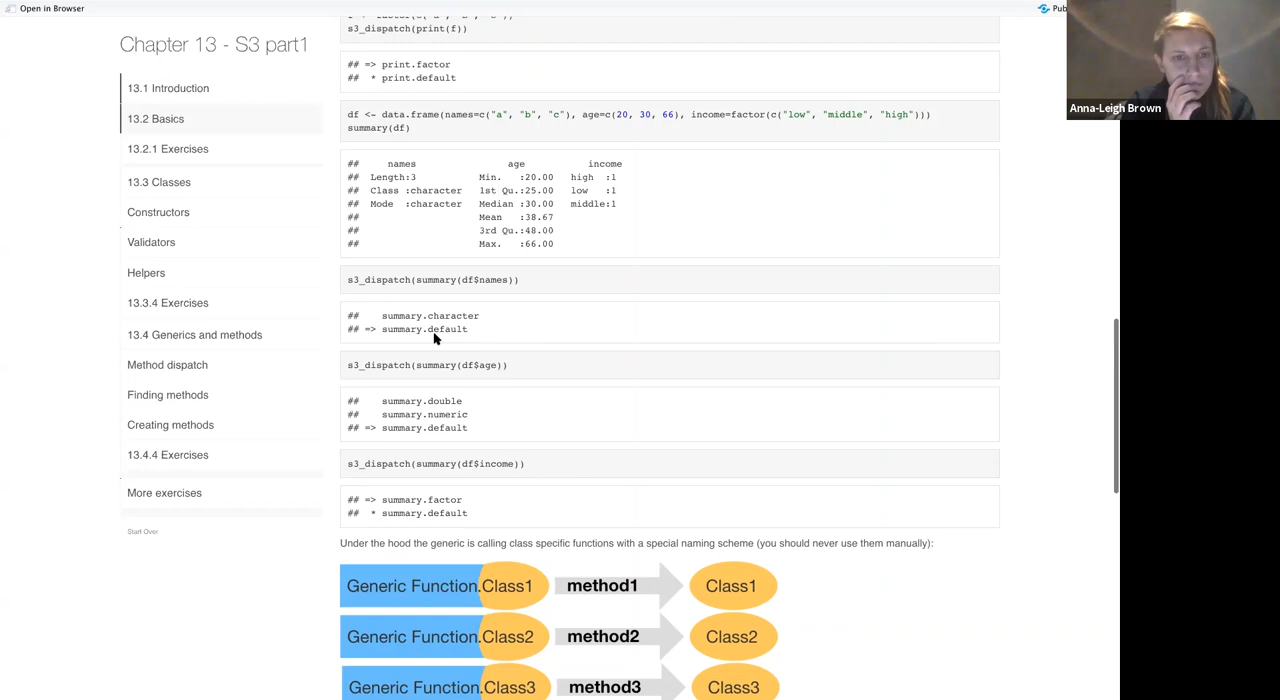 Open in Browser
Pub
Anna-Leigh Brown
Chapter 13 - S3 part1
13.1 Introduction
13.2 Basics
13.2.1 Exercises
13.3 Classes
Constructors
Validators
Helpers
13.3.4 Exercises
13.4 Generics and methods
Method dispatch
Finding methods
Creating methods
13.4.4 Exercises
More exercises
Start Over
s3_dispatch(print(f))
## => print.factor
##  * print.default
df <- data.frame(names=c("a", "b", "c"), age=c(20, 30, 66), income=factor(c("low", "middle", "high")))
summary(df)
##     names                age           income
##  Length:3           Min.   :20.00   high  :1
##  Class :character   1st Qu.:25.00   low   :1
##  Mode  :character   Median :30.00   middle:1
##                     Mean   :38.67
##                     3rd Qu.:48.00
##                     Max.   :66.00
s3_dispatch(summary(df$names))
##    summary.character
## => summary.default
s3_dispatch(summary(df$age))
##    summary.double
##    summary.numeric
## => summary.default
s3_dispatch(summary(df$income))
## => summary.factor
##  * summary.default
Under the hood the generic is calling class specific functions with a special naming scheme (you should never use them manually):
Generic Function.Class1 method1 Class1
Generic Function.Class2 method2 Class2
Generic Function.Class3 method3 Class3